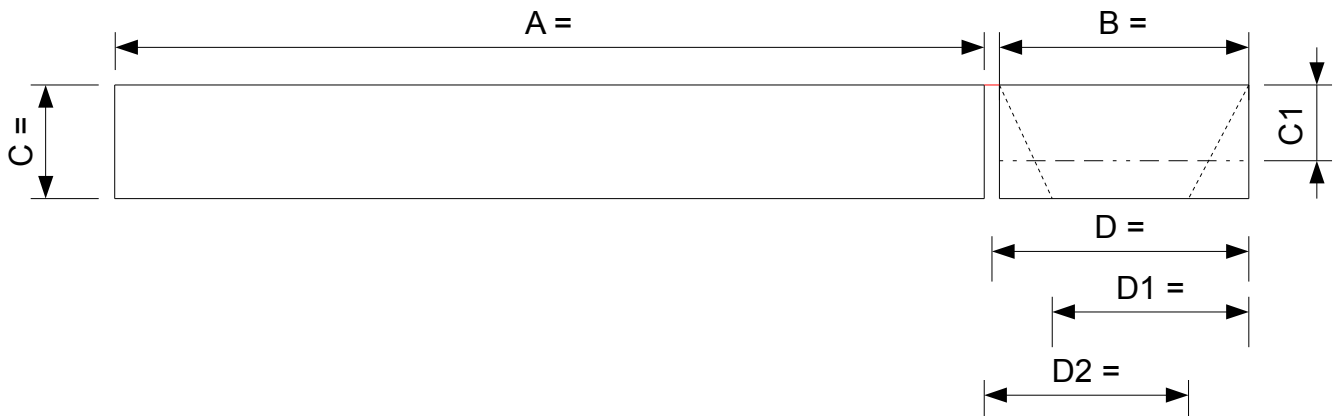 A =
B =
C =
C1
D =
D1 =
D2 =